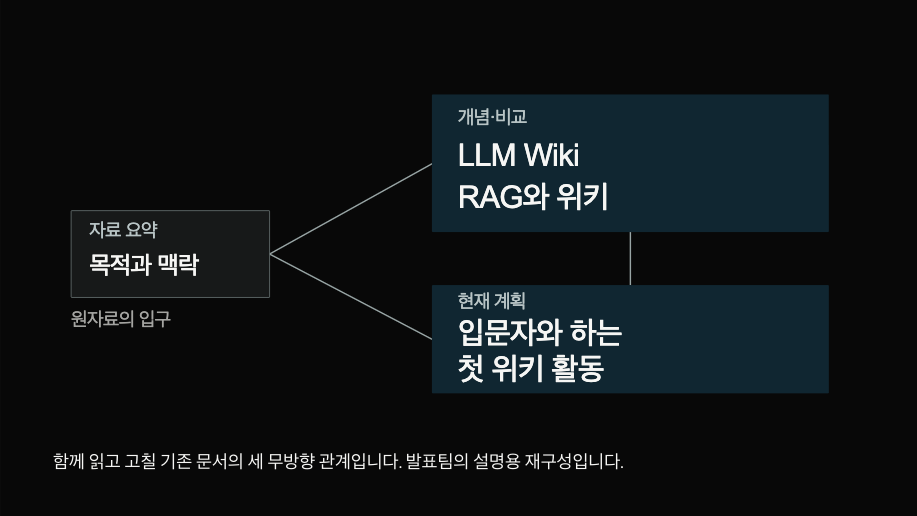 개념·비교
LLM Wiki
RAG와 위키
자료 요약
목적과 맥락
원자료의 입구
현재 계획
입문자와 하는
첫 위키 활동
함께 읽고 고칠 기존 문서의 세 무방향 관계입니다. 발표팀의 설명용 재구성입니다.